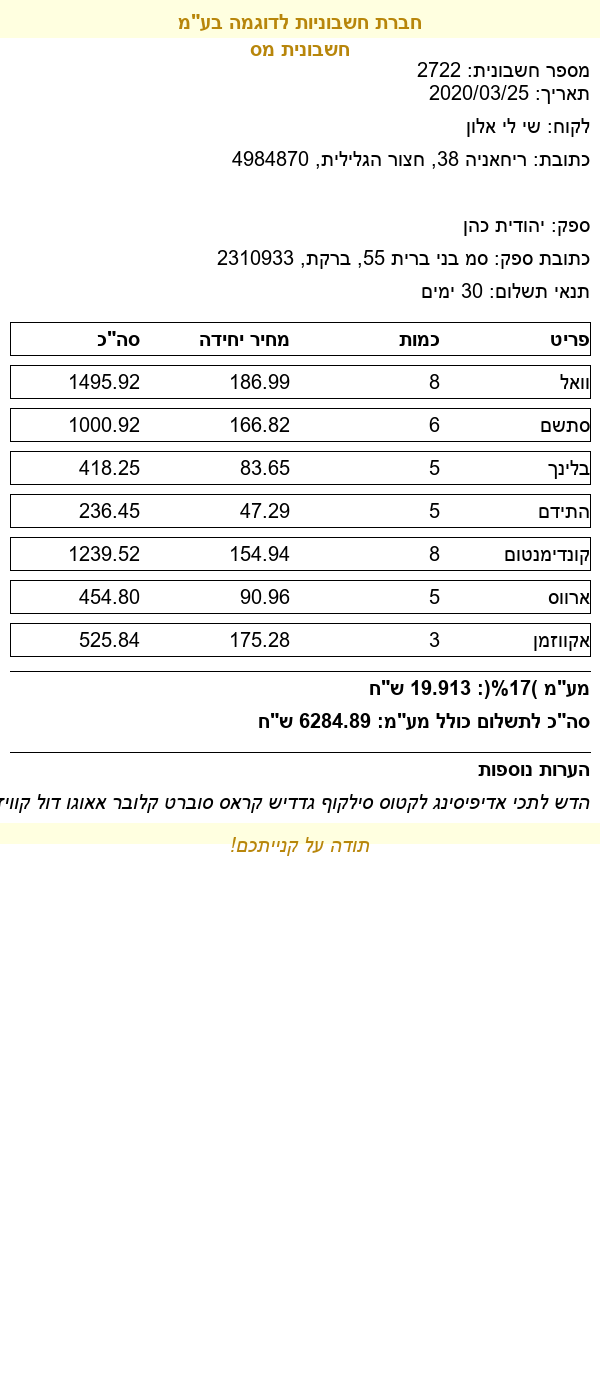 חברת חשבוניות לדוגמה בע"מ
חשבונית מס
מספר חשבונית: 2722
תאריך: 2020/03/25
לקוח: שי לי אלון
כתובת: ריחאניה 38, חצור הגלילית, 4984870
ספק: יהודית כהן
כתובת ספק: סמ בני ברית 55, ברקת, 2310933
תנאי תשלום: 30 ימים
פריט כמות מחיר יחידה סה"כ
וואל 8 186.99 1495.92
סתשם 6 166.82 1000.92
בלינך 5 83.65 418.25
התידם 5 47.29 236.45
קונדימנטום 8 154.94 1239.52
ארווס 5 90.96 454.80
אקווזמן 3 175.28 525.84
מע"מ )17%(: 19.913 ש"ח
סה"כ לתשלום כולל מע"מ: 6284.89 ש"ח
הערות נוספות
הדש לתכי אדיפיסינג לקטוס סילקוף גדדיש קראס סוברט קלובר אאוגו דול
תודה על קנייתכם!